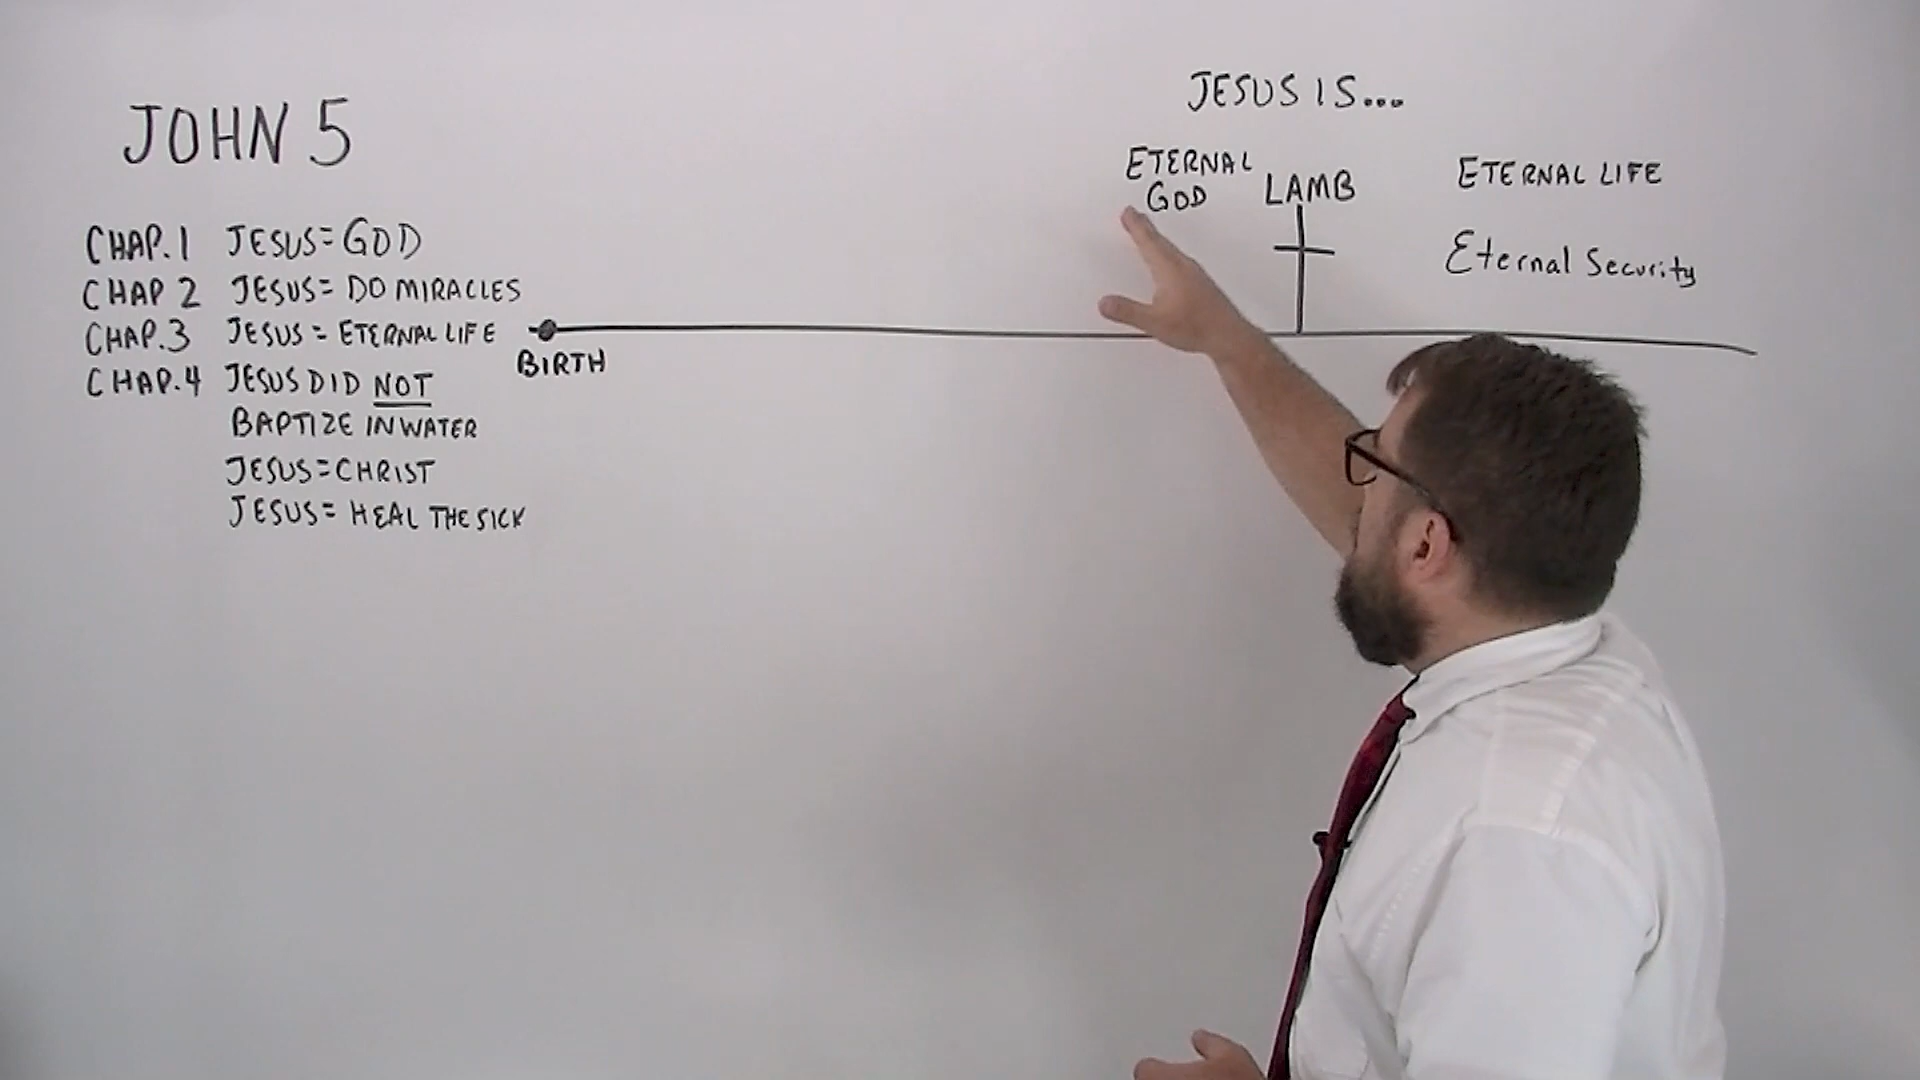 JOHN 5
CHAP. 1 JESUS = GOD
CHAP 2 JESUS = DO MIRACLES
CHAP. 3 JESUS = ETERNAL LIFE
CHAP. 4 JESUS DID NOT
BAPTIZE IN WATER
JESUS = CHRIST
JESUS = HEAL THE SICK
BIRTH
JESUS IS...
ETERNAL
GOD
LAMB
ETERNAL LIFE
Eternal Security